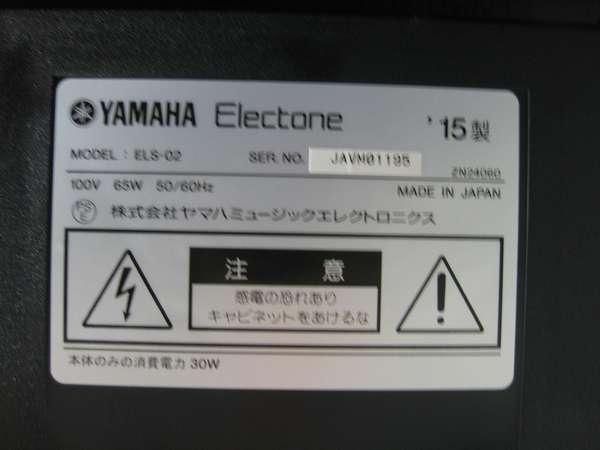 YAMAHA Electone '15製
MODEL : ELS-02 SER. NO. JAVM01195
2N24060
100V 65W 50/60Hz MADE IN JAPAN
株式会社ヤマハミュージックエレクトロニクス
注意
感電の恐れあり
キャビネットをあけるな
本体のみの消費電力 30W